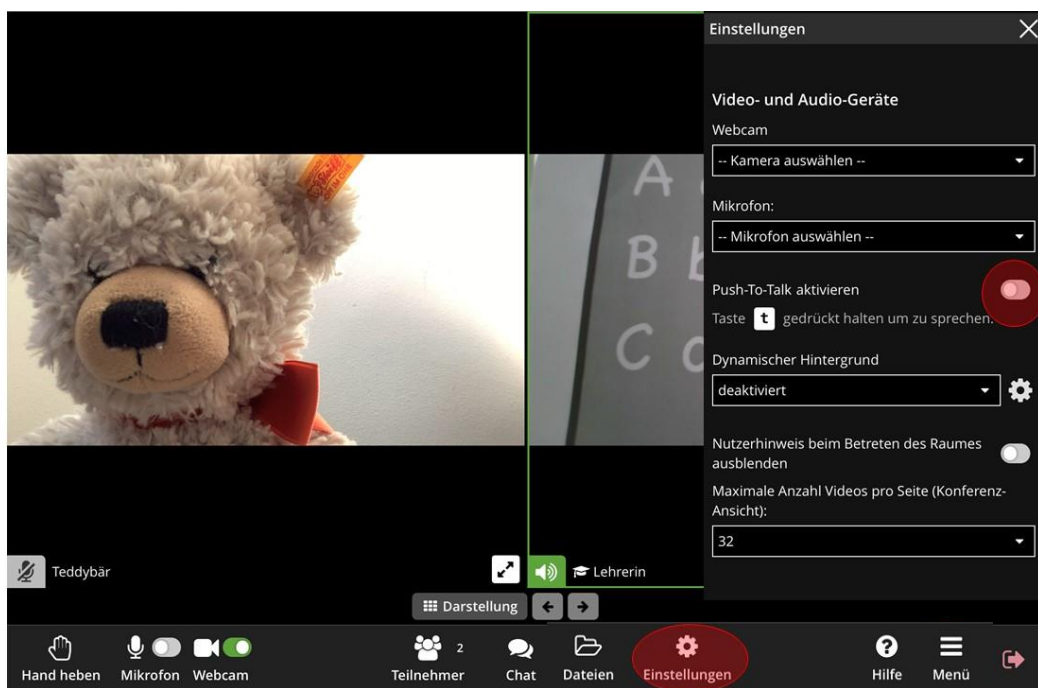 Einstellungen
Video- und Audio-Geräte
Webcam
-- Kamera auswählen --
Mikrofon:
-- Mikrofon auswählen --
Push-To-Talk aktivieren
Taste t gedrückt halten um zu sprechen.
Dynamischer Hintergrund
deaktiviert
Nutzerhinweis beim Betreten des Raumes
ausblenden
Maximale Anzahl Videos pro Seite (Konferenz-
Ansicht):
32
A
B b
C
Teddybär
Lehrerin
Darstellung
Hand heben
Mikrofon
Webcam
2
Teilnehmer
Chat
Dateien
Einstellungen
Hilfe
Menü